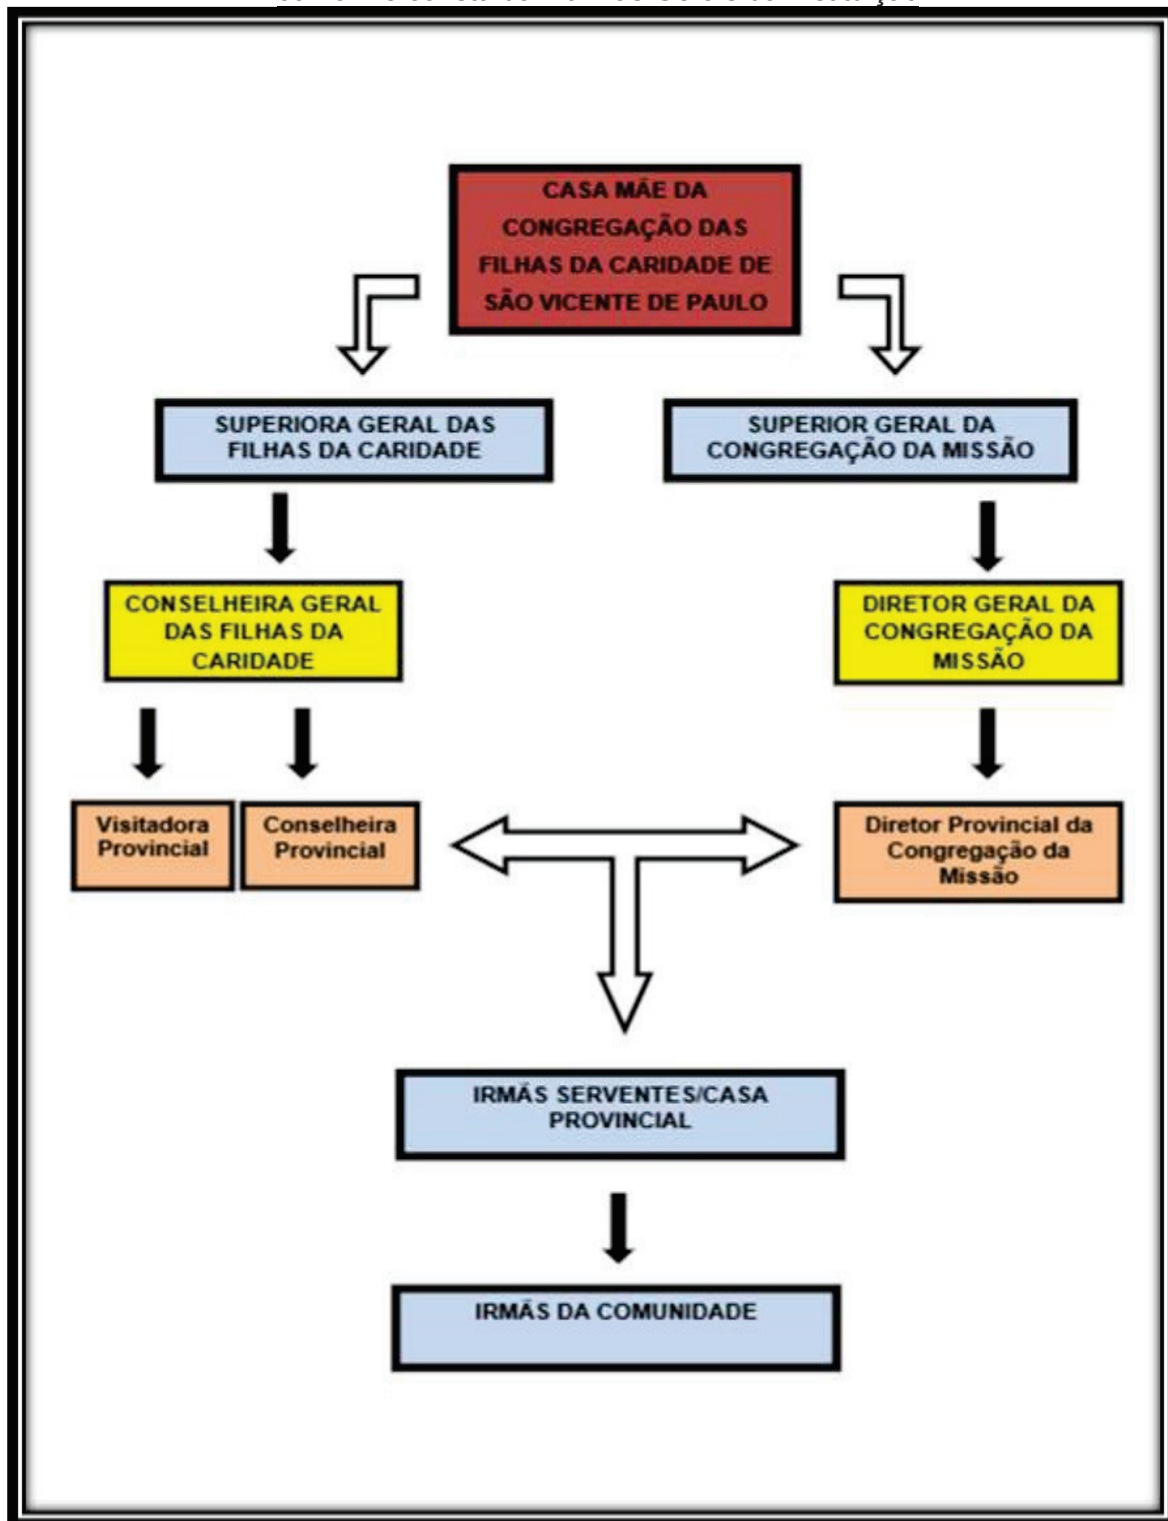 CASA MÃE DA
CONGREGAÇÃO DAS
FILHAS DA CARIDADE DE
SÃO VICENTE DE PAULO
SUPERIORA GERAL DAS
FILHAS DA CARIDADE
SUPERIOR GERAL DA
CONGREGAÇÃO DA MISSÃO
CONSELHEIRA GERAL
DAS FILHAS DA
CARIDADE
DIRETOR GERAL DA
CONGREGAÇÃO DA
MISSÃO
Visitadora
Provincial
Conselheira
Provincial
Diretor Provincial da
Congregação da
Missão
IRMÃS SERVENTES/CASA
PROVINCIAL
IRMÃS DA COMUNIDADE